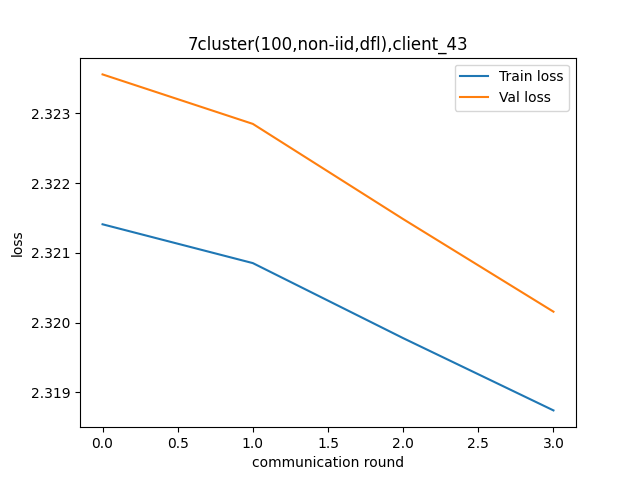 7cluster(100,non-iid,dfl),client_43
Train loss
Val loss
2.323
2.322
2.321
2.320
2.319
loss
0.0 0.5 1.0 1.5 2.0 2.5 3.0
communication round